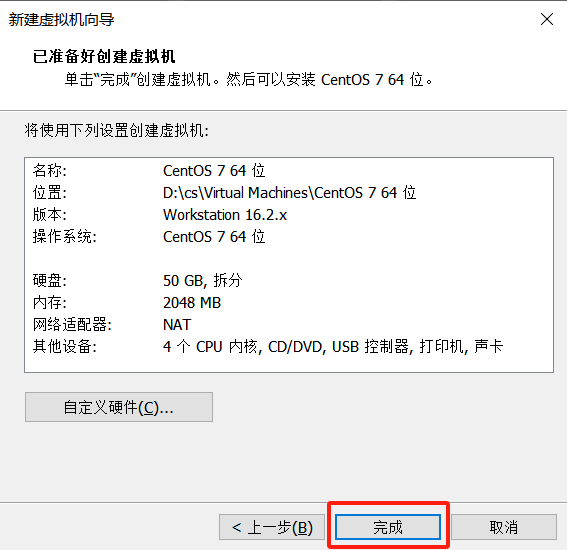 新建虚拟机向导
已准备好创建虚拟机
单击“完成”创建虚拟机。然后可以安装 CentOS 7 64 位。
将使用下列设置创建虚拟机:
名称: CentOS 7 64 位
位置: D:\cs\Virtual Machines\CentOS 7 64 位
版本: Workstation 16.2.x
操作系统: CentOS 7 64 位
硬盘: 50 GB, 拆分
内存: 2048 MB
网络适配器: NAT
其他设备: 4 个 CPU 内核, CD/DVD, USB 控制器, 打印机, 声卡
自定义硬件(C)...
< 上一步(B) 完成 取消